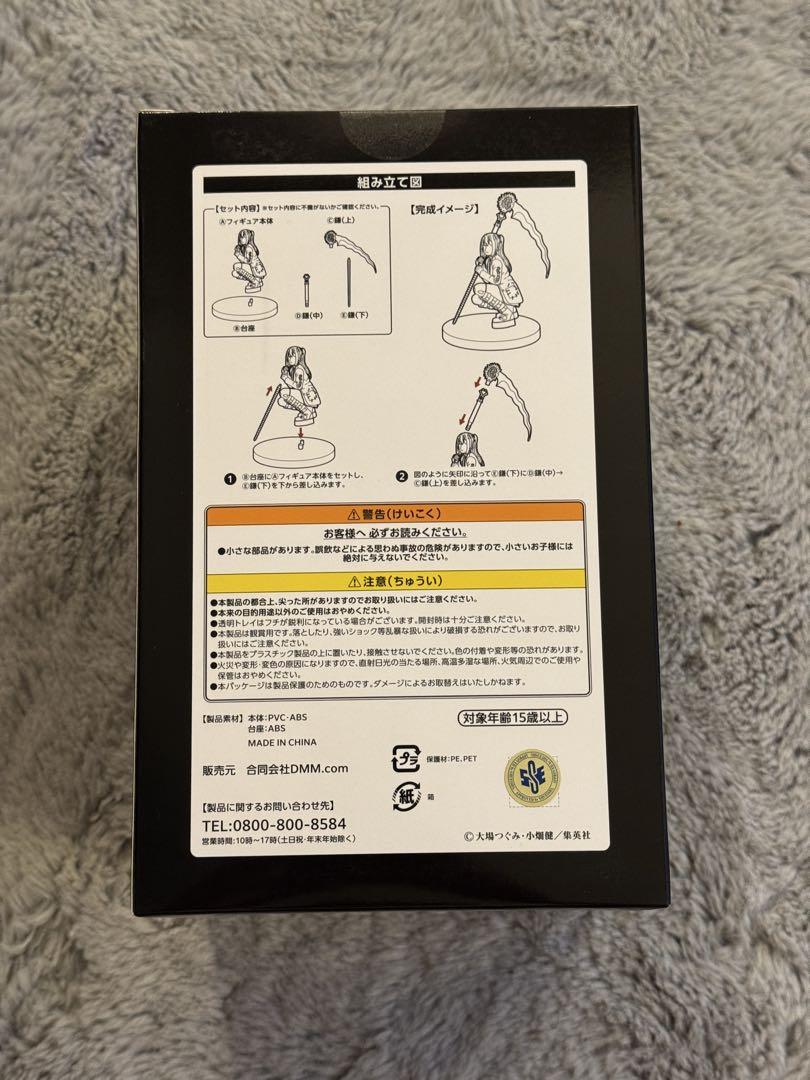 組み立て図
【セット内容】※セット内容に不備がないかご確認ください。
Ⓐフィギュア本体
Ⓒ鎌(上)
Ⓓ鎌(中)
Ⓔ鎌(下)
Ⓑ台座
【完成イメージ】
❶ Ⓑ台座にⒶフィギュア本体をセットし、
Ⓔ鎌(下)を下から差し込みます。
❷ 図のように矢印に沿ってⒺ鎌(下)にⒹ鎌(中)→
Ⓒ鎌(上)を差し込みます。
⚠警告(けいこく)
お客様へ 必ずお読みください。
●小さな部品があります。誤飲などによる思わぬ事故の危険がありますので、小さいお子様には
絶対に与えないでください。
⚠注意(ちゅうい)
●本製品の都合上、尖った所がありますのでお取り扱いにはご注意ください。
●本来の目的用途以外のご使用はおやめください。
●透明トレイはフチが鋭利になっている場合がございます。開封時は十分ご注意ください。
●本製品は観賞用です。落としたり、強いショック等乱暴な扱いにより破損する恐れがございますので、お取り
扱いにはご注意ください。
●本製品をプラスチック製品の上に置いたり、接触させないでください。色の付着や変形等の恐れがあります。
●火災や変形・変色の原因になりますので、直射日光の当たる場所、高温多湿な場所、火気周辺でのご使用や
保管はおやめください。
●本パッケージは製品保護のためのものです。ダメージによるお取替えはいたしかねます。
【製品素材】本体:PVC・ABS
台座:ABS
MADE IN CHINA
対象年齢15歳以上
販売元 合同会社DMM.com
プラ 保護材:PE、PET
紙 箱
【製品に関するお問い合わせ先】
TEL:0800-800-8584
営業時間:10時～17時(土日祝・年末年始除く)
SSE
©大場つぐみ・小畑健／集英社